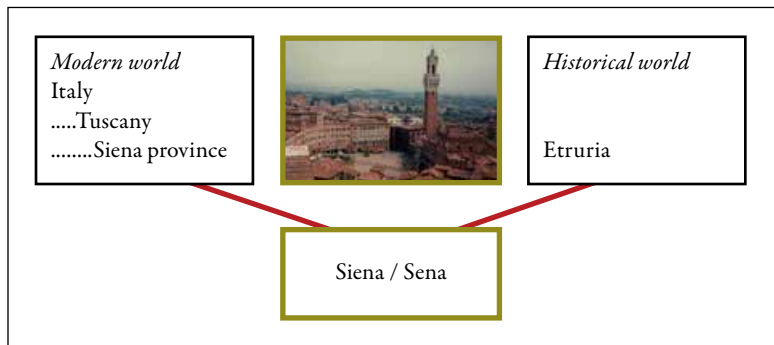 Modern world
Italy
.....Tuscany
........Siena province
Historical world
Etruria
Siena / Sena